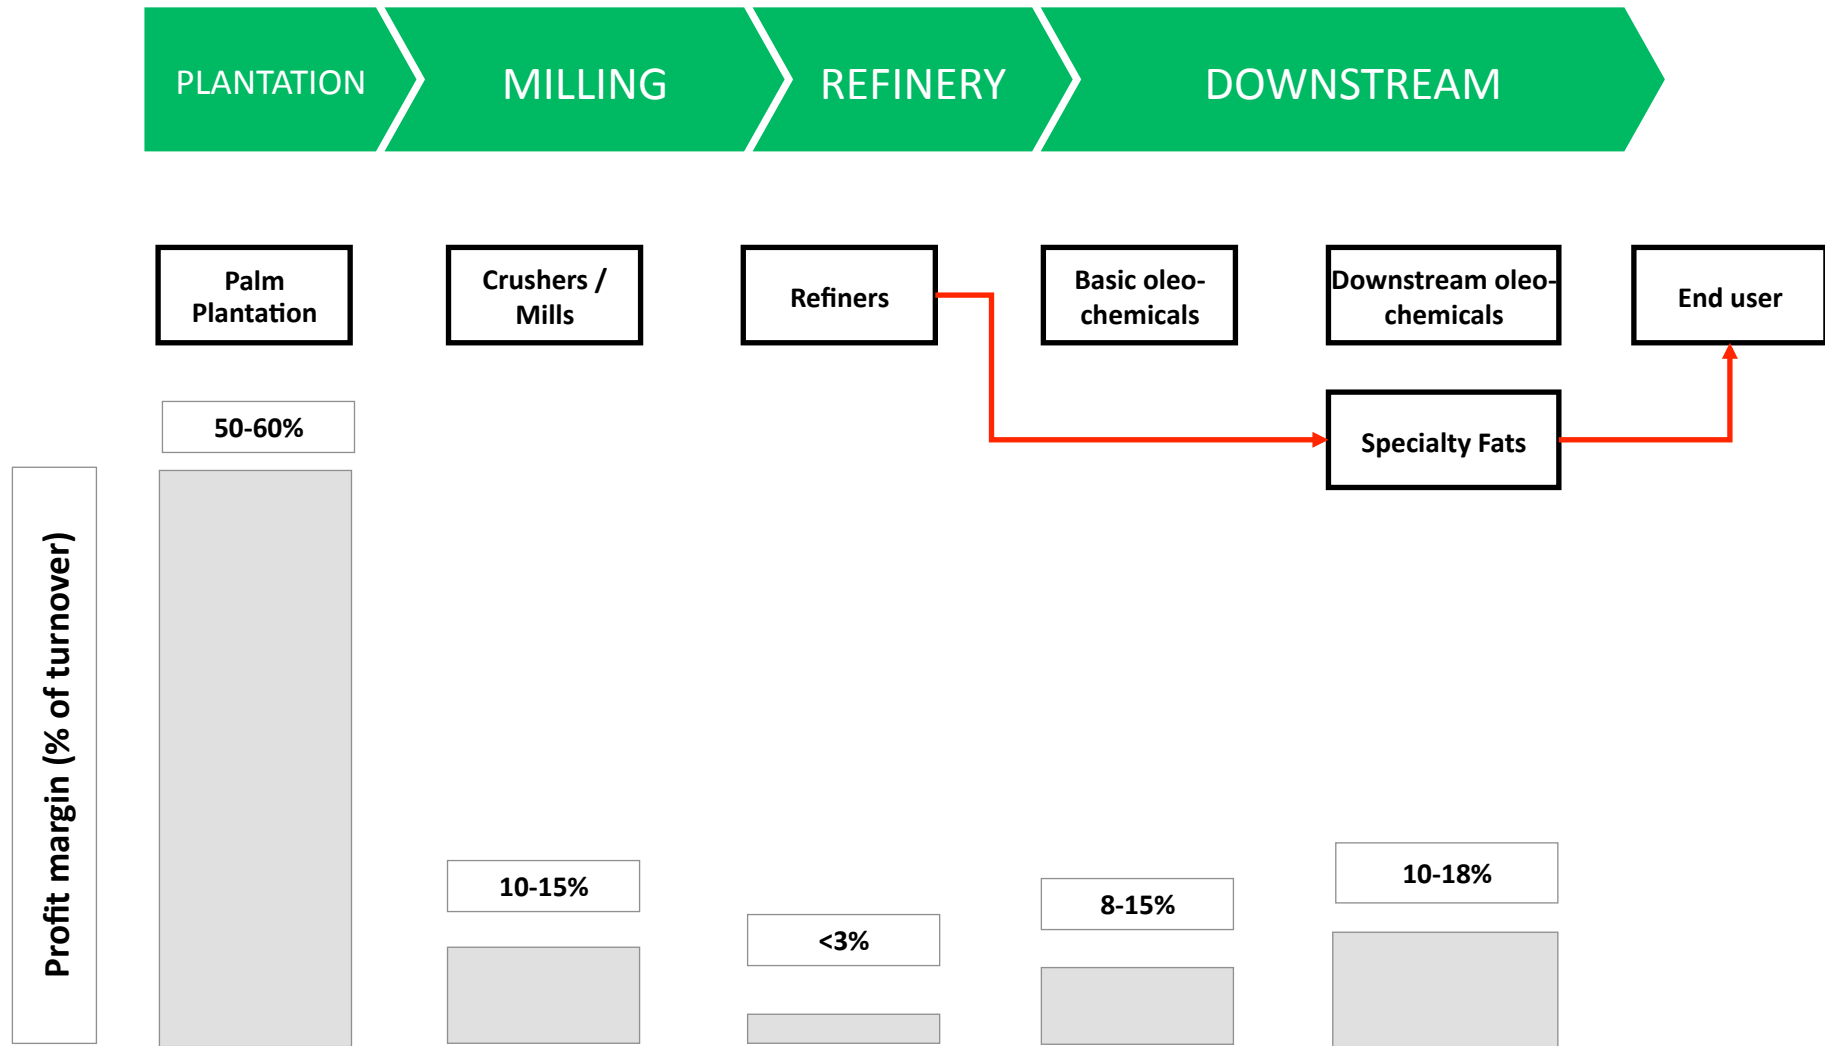 PLANTATION
MILLING
REFINERY
DOWNSTREAM
Palm
Plantation
Crushers /
Mills
Refiners
Basic oleo-
chemicals
Downstream oleo-
chemicals
End user
Specialty Fats
50-60%
10-15%
<3%
8-15%
10-18%
Profit margin (% of turnover)